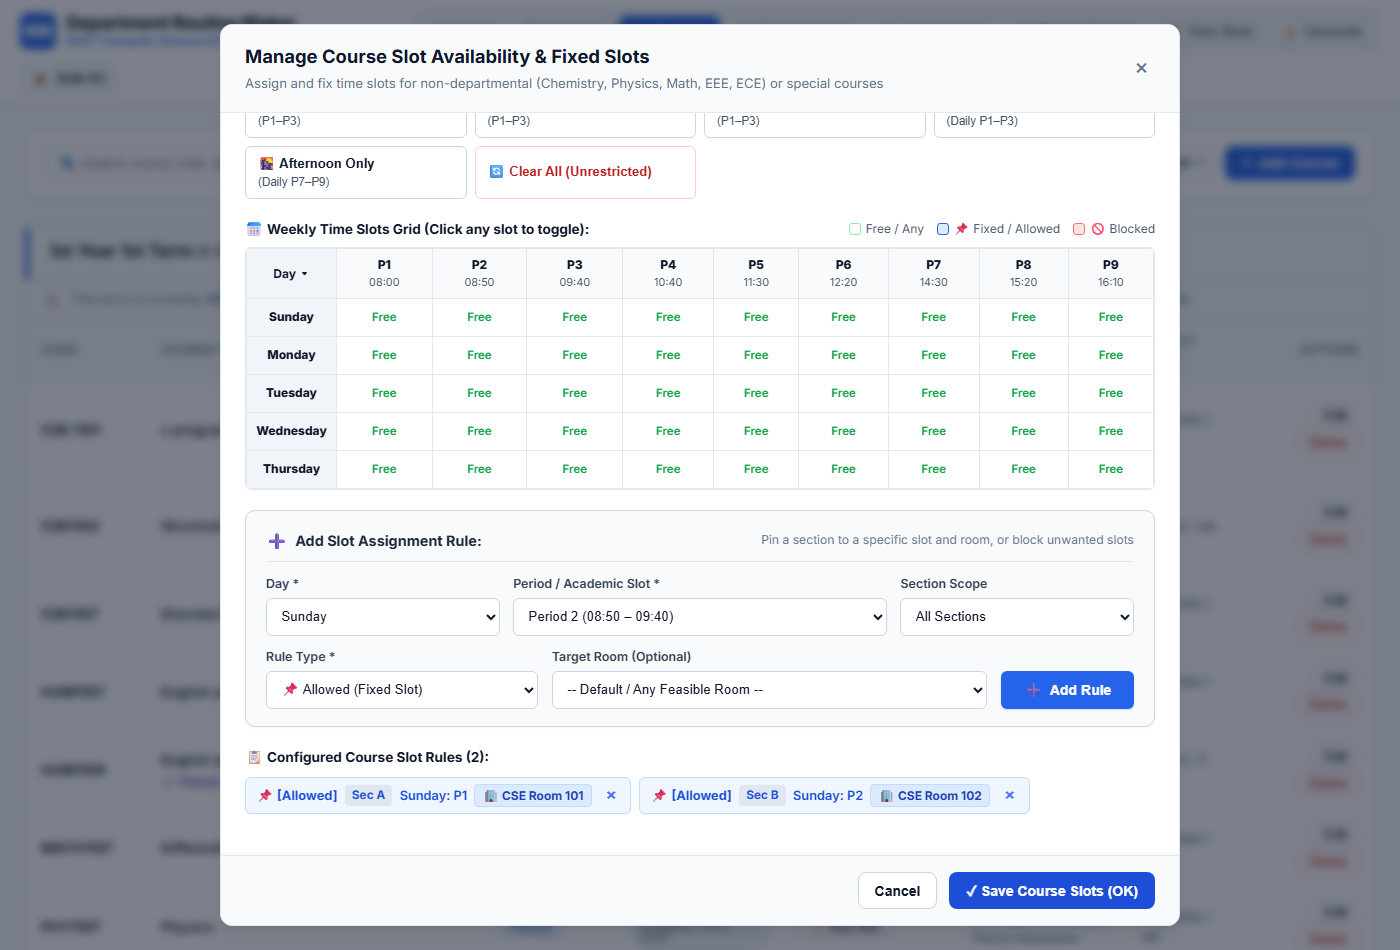 Manage Course Slot Availability & Fixed Slots
Assign and fix time slots for non-departmental (Chemistry, Physics, Math, EEE, ECE) or special courses
×
(P1–P3) (P1–P3) (P1–P3) (Daily P1–P3)
Afternoon Only
(Daily P7–P9)
Clear All (Unrestricted)
Weekly Time Slots Grid (Click any slot to toggle): Free / Any Fixed / Allowed Blocked
Day P1 P2 P3 P4 P5 P6 P7 P8 P9
08:00 08:50 09:40 10:40 11:30 12:20 14:30 15:20 16:10
Sunday Free Free Free Free Free Free Free Free Free
Monday Free Free Free Free Free Free Free Free Free
Tuesday Free Free Free Free Free Free Free Free Free
Wednesday Free Free Free Free Free Free Free Free Free
Thursday Free Free Free Free Free Free Free Free Free
Add Slot Assignment Rule: Pin a section to a specific slot and room, or block unwanted slots
Day * Period / Academic Slot * Section Scope
Sunday Period 2 (08:50 – 09:40) All Sections
Rule Type * Target Room (Optional)
Allowed (Fixed Slot) -- Default / Any Feasible Room -- Add Rule
Configured Course Slot Rules (2):
[Allowed] Sec A Sunday: P1 CSE Room 101 × [Allowed] Sec B Sunday: P2 CSE Room 102 ×
Cancel ✓ Save Course Slots (OK)